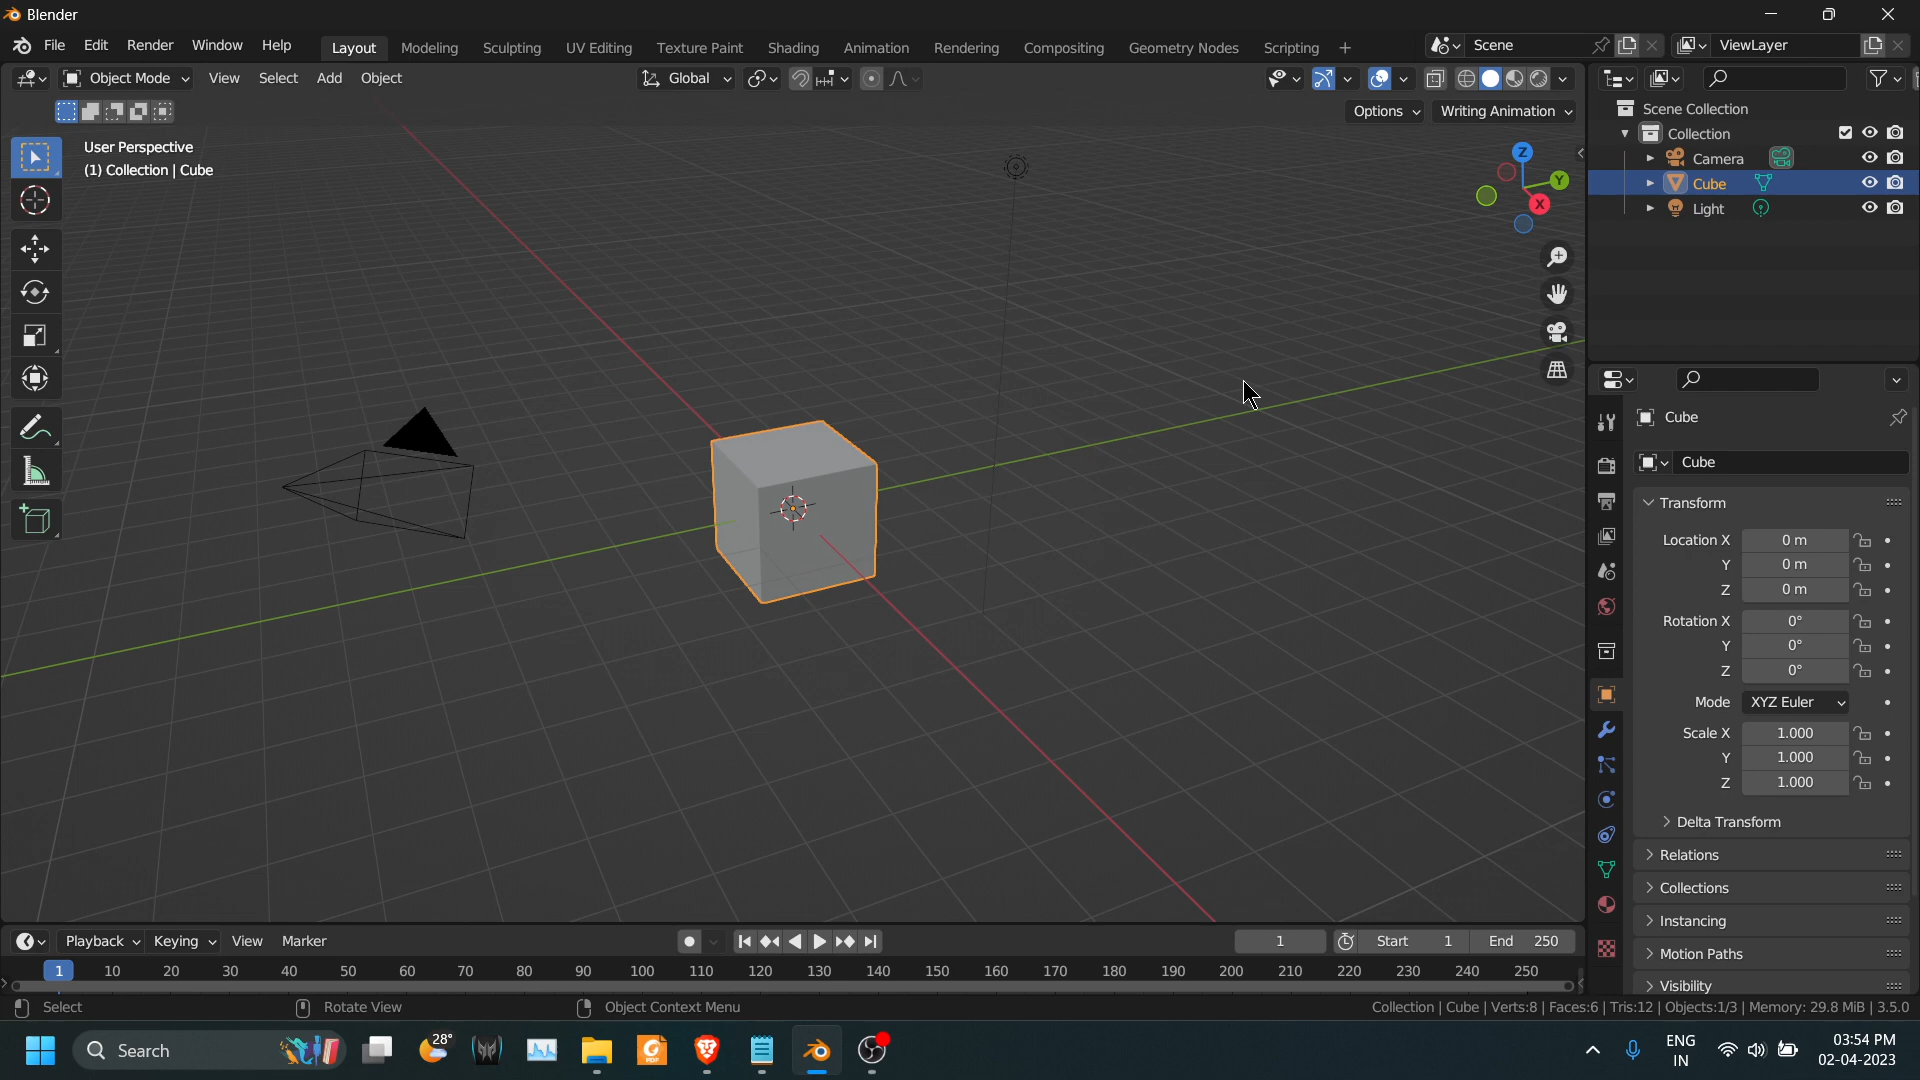 Blender
File Edit Render Window Help Layout Modeling Sculpting UV Editing Texture Paint Shading Animation Rendering Compositing Geometry Nodes Scripting + Scene ViewLayer
Object Mode View Select Add Object Global
Options Writing Animation
User Perspective
(1) Collection | Cube
Z
Y
X
Scene Collection
Collection
Camera
Cube
Light
Cube
Cube
Transform
Location X 0 m
Y 0 m
Z 0 m
Rotation X 0°
Y 0°
Z 0°
Mode XYZ Euler
Scale X 1.000
Y 1.000
Z 1.000
Delta Transform
Relations
Collections
Instancing
Motion Paths
Visibility
Playback Keying View Marker 1 Start 1 End 250
1 10 20 30 40 50 60 70 80 90 100 110 120 130 140 150 160 170 180 190 200 210 220 230 240 250
Select Rotate View Object Context Menu Collection | Cube | Verts:8 | Faces:6 | Tris:12 | Objects:1/3 | Memory: 29.8 MiB | 3.5.0
Search 28° PDF ENG IN 03:54 PM
02-04-2023